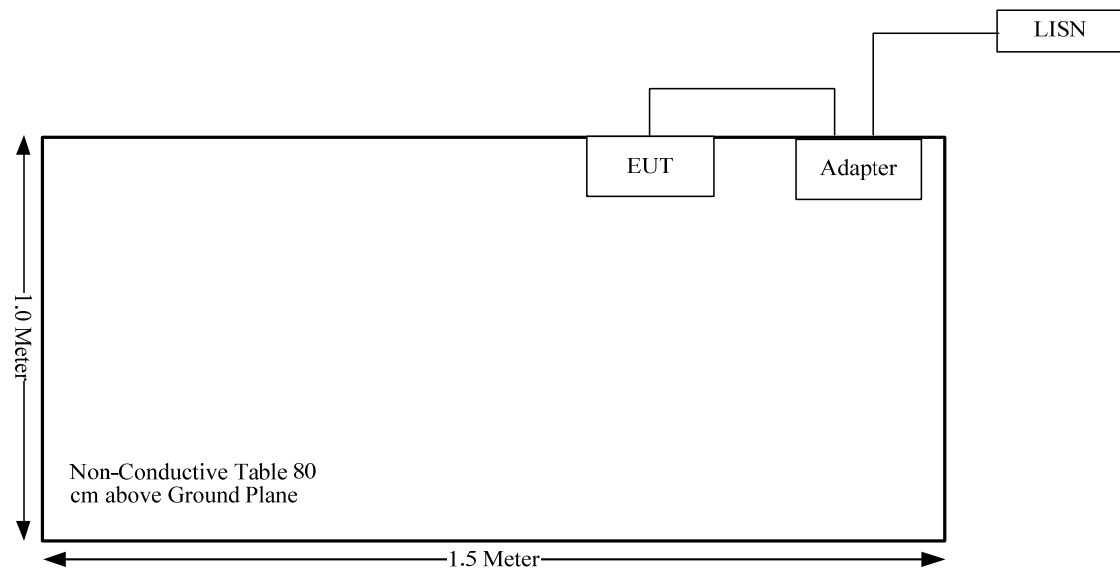 LISN
EUT
Adapter
1.0 Meter
Non-Conductive Table 80
cm above Ground Plane
1.5 Meter